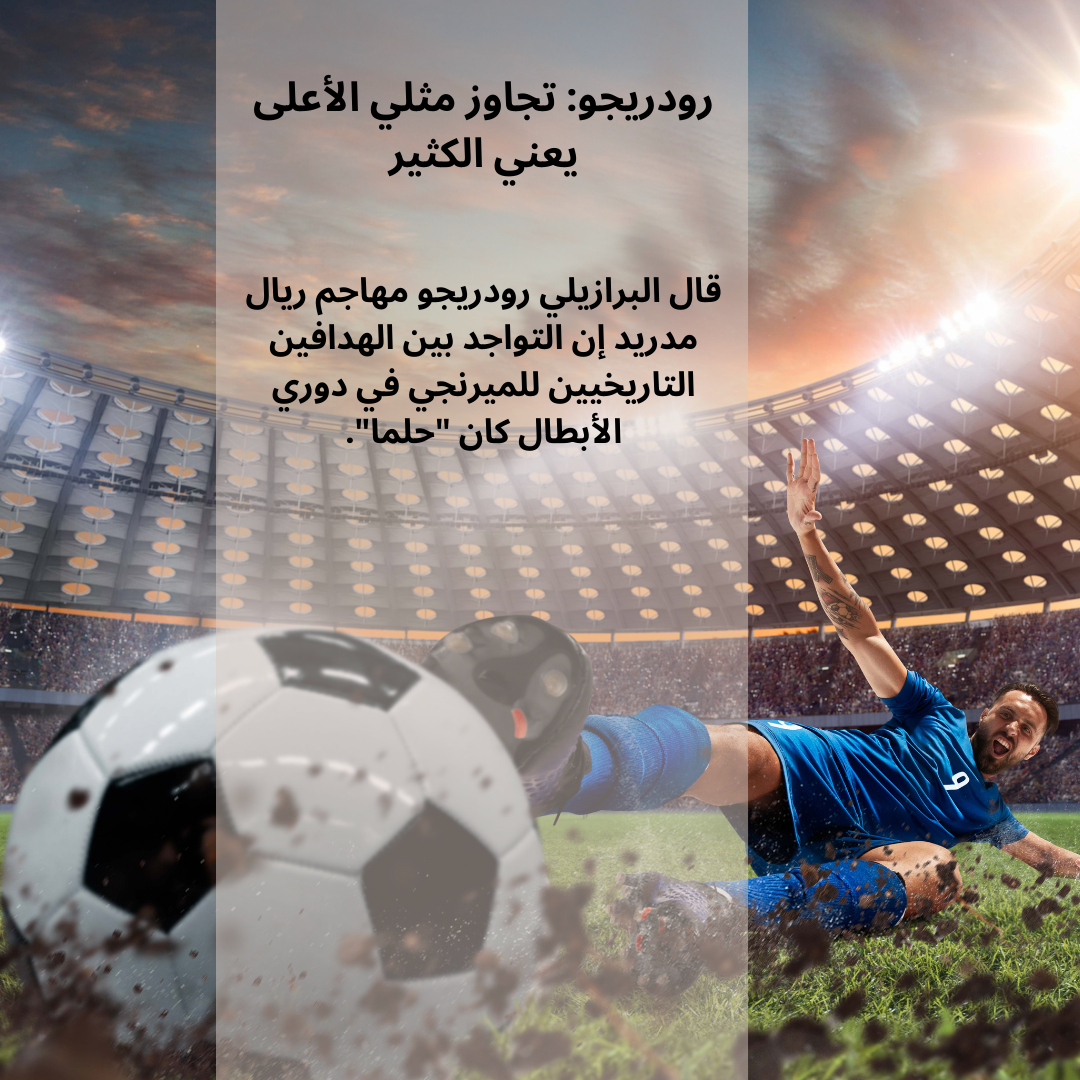 رودريجو: تجاوز مثلي الأعلى
يعني الكثير
قال البرازيلي رودريجو مهاجم ريال
مدريد إن التواجد بين الهدافين
التاريخيين للميرنجي في دوري
الأبطال كان "حلما".
9